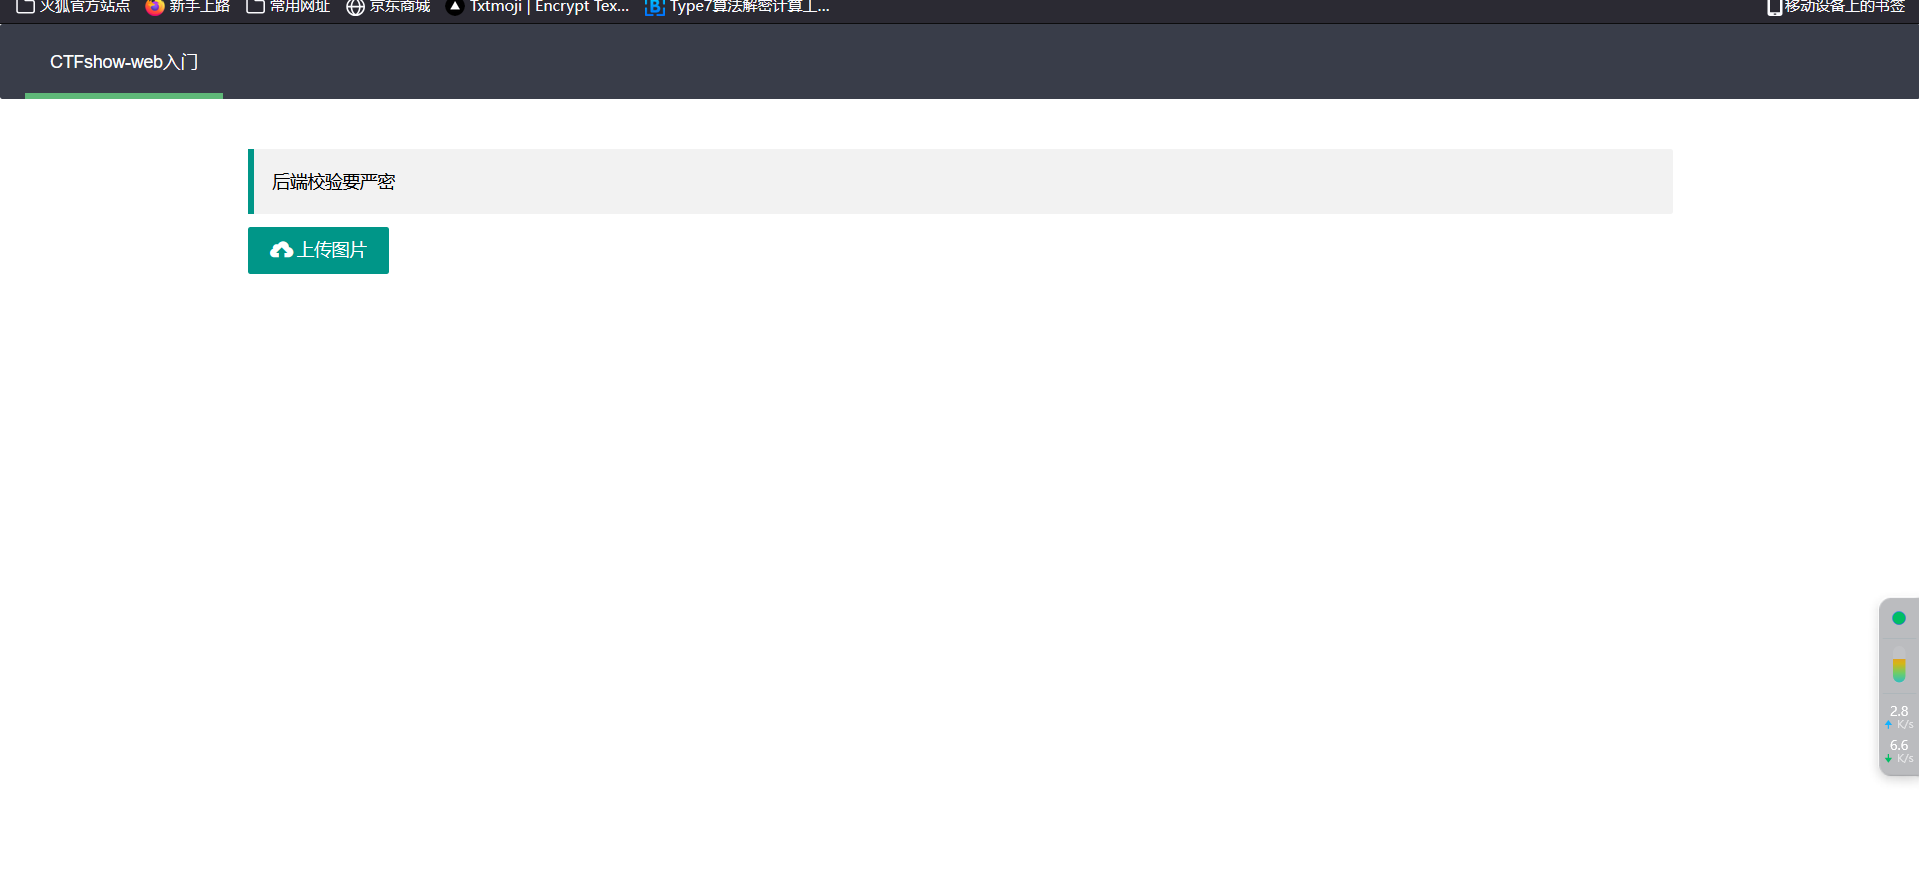 火狐官方站点 新手上路 常用网址 京东商城 Txtmoji | Encrypt Tex... Type7算法解密计算工... 移动设备上的书签
CTFshow-web入门
后端校验要严密
上传图片
2.8
K/s
6.6
K/s